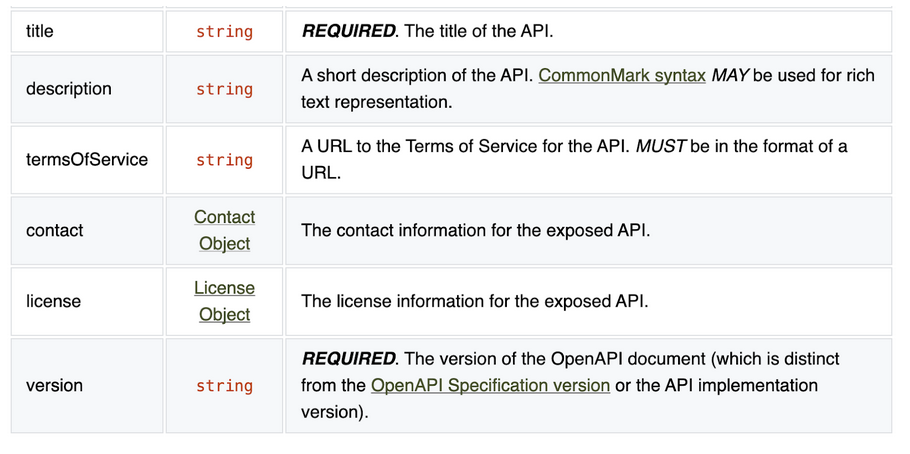 title string REQUIRED. The title of the API.
description string A short description of the API. CommonMark syntax MAY be used for rich
text representation.
termsOfService string A URL to the Terms of Service for the API. MUST be in the format of a
URL.
contact Contact Object The contact information for the exposed API.
license License Object The license information for the exposed API.
version string REQUIRED. The version of the OpenAPI document (which is distinct
from the OpenAPI Specification version or the API implementation
version).